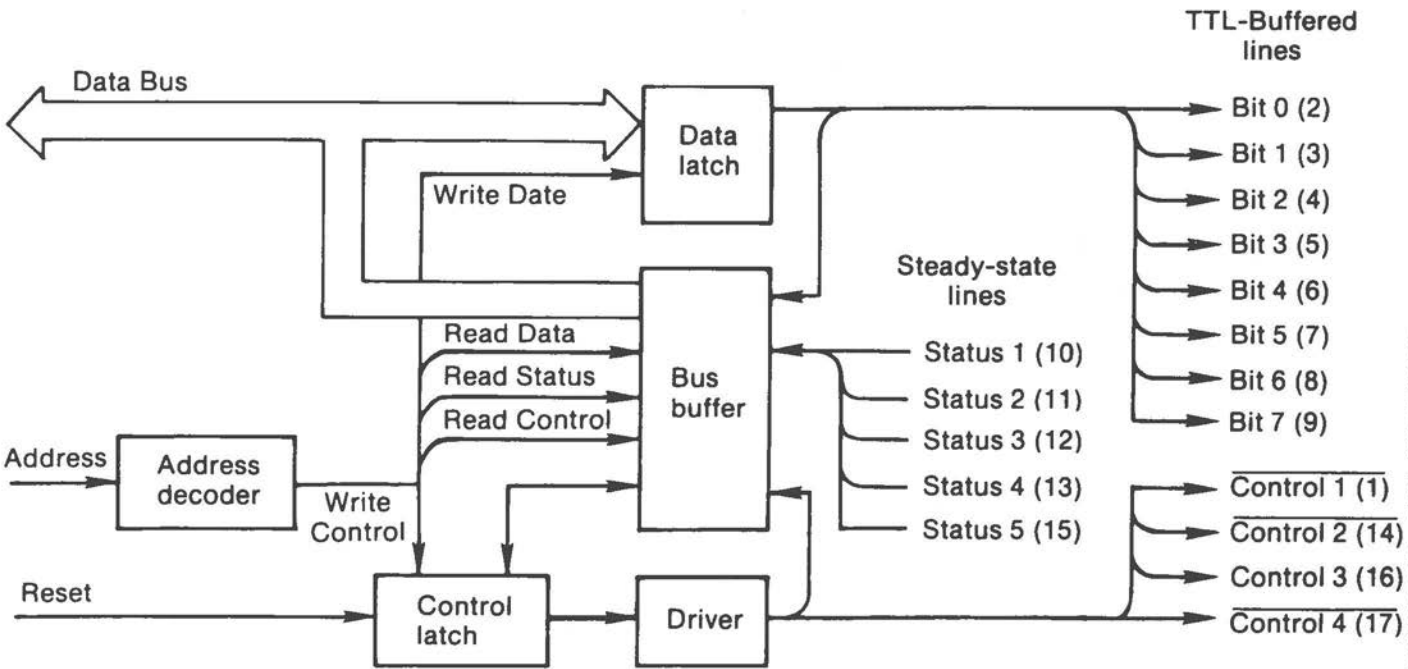 TTL-Buffered
lines
Data Bus
Data
latch
Write Date
Bit 0 (2)
Bit 1 (3)
Bit 2 (4)
Bit 3 (5)
Bit 4 (6)
Bit 5 (7)
Bit 6 (8)
Bit 7 (9)
Steady-state
lines
Read Data
Read Status
Read Control
Bus
buffer
Status 1 (10)
Status 2 (11)
Status 3 (12)
Status 4 (13)
Status 5 (15)
Address
Address
decoder
Write
Control
Control 1 (1)
Control 2 (14)
Control 3 (16)
Control 4 (17)
Reset
Control
latch
Driver